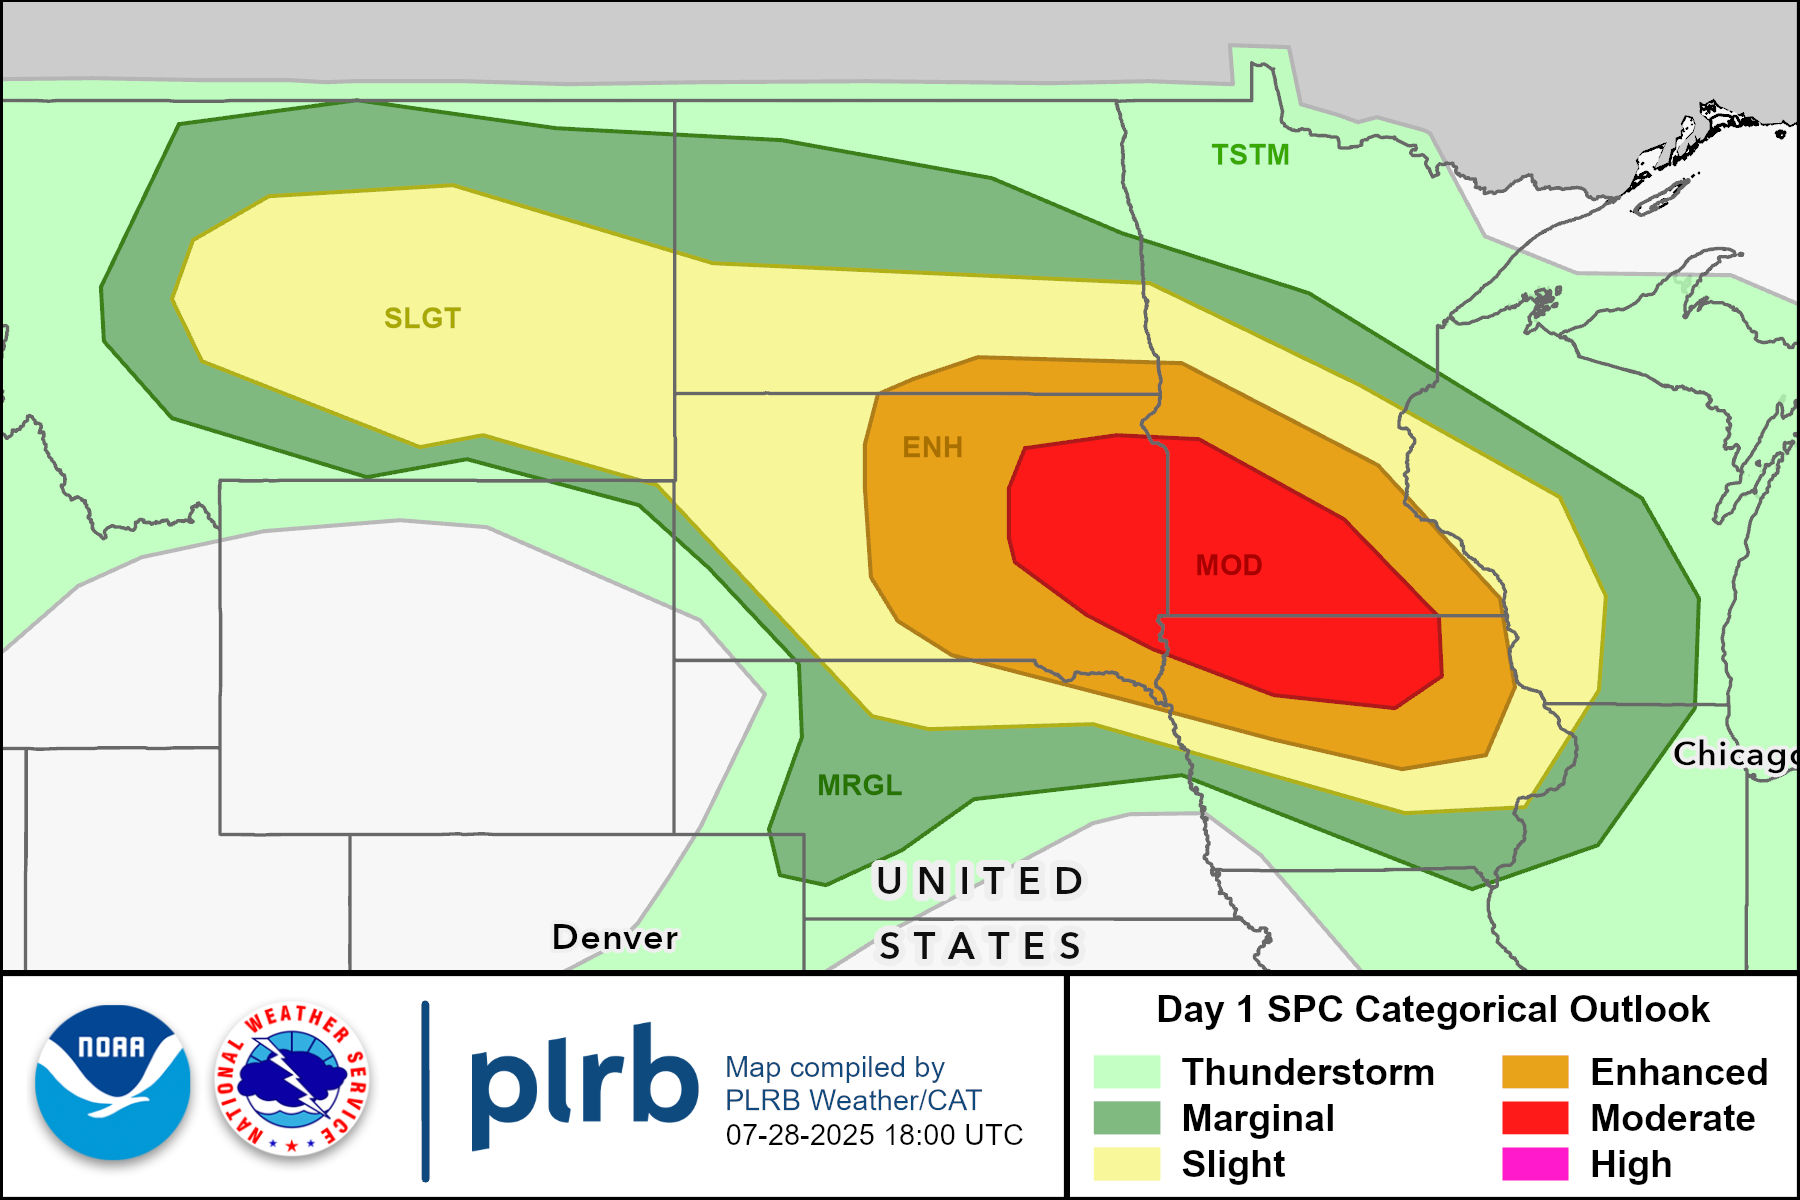 TSTM
SLGT
ENH
MOD
MRGL
Chicago
UNITED
STATES
Denver
NOAA
NATIONAL WEATHER SERVICE
plrb
Map compiled by
PLRB Weather/CAT
07-28-2025 18:00 UTC
Day 1 SPC Categorical Outlook
Thunderstorm
Marginal
Slight
Enhanced
Moderate
High